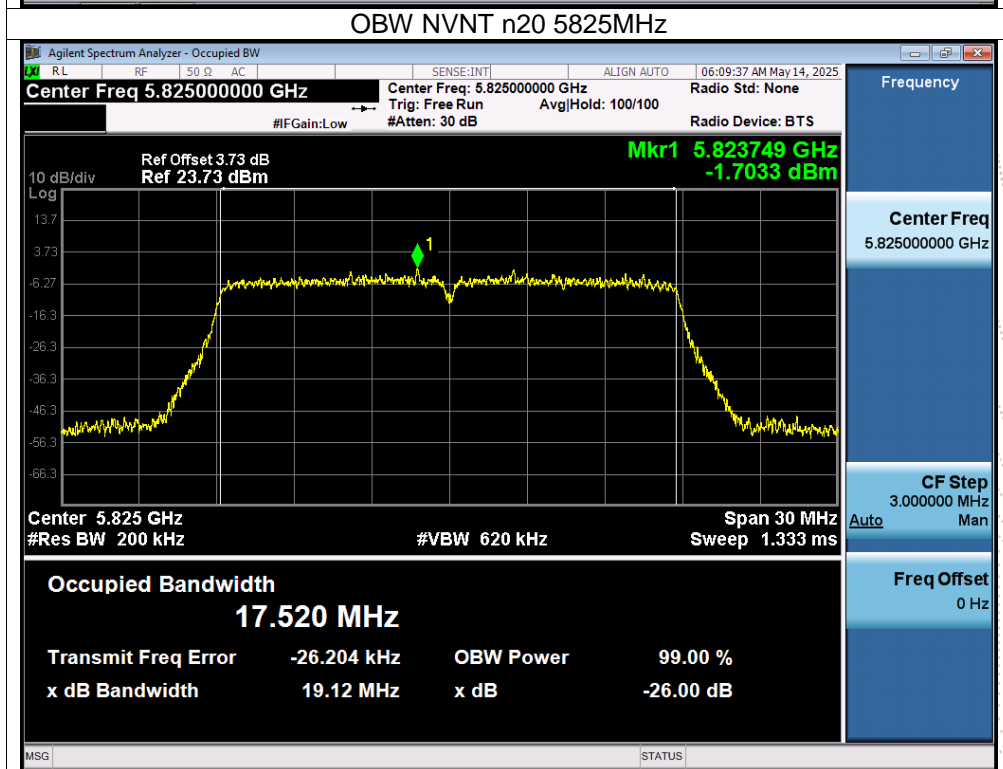 OBW NVNT n20 5825MHz
Agilent Spectrum Analyzer - Occupied BW
LXI RL RF 50 Ω AC SENSE:INT ALIGN AUTO 06:09:37 AM May 14, 2025
Center Freq 5.825000000 GHz Center Freq: 5.825000000 GHz Radio Std: None
Trig: Free Run Avg|Hold: 100/100
#IFGain:Low #Atten: 30 dB Radio Device: BTS
Mkr1 5.823749 GHz
-1.7033 dBm
Ref Offset 3.73 dB
10 dB/div Ref 23.73 dBm
Log
13.7
3.73
-6.27
-16.3
-26.3
-36.3
-46.3
-56.3
-66.3
1
Center 5.825 GHz Span 30 MHz
#Res BW 200 kHz #VBW 620 kHz Sweep 1.333 ms
Occupied Bandwidth
17.520 MHz
Transmit Freq Error -26.204 kHz OBW Power 99.00 %
x dB Bandwidth 19.12 MHz x dB -26.00 dB
Frequency
Center Freq
5.825000000 GHz
CF Step
3.000000 MHz
Auto Man
Freq Offset
0 Hz
MSG STATUS